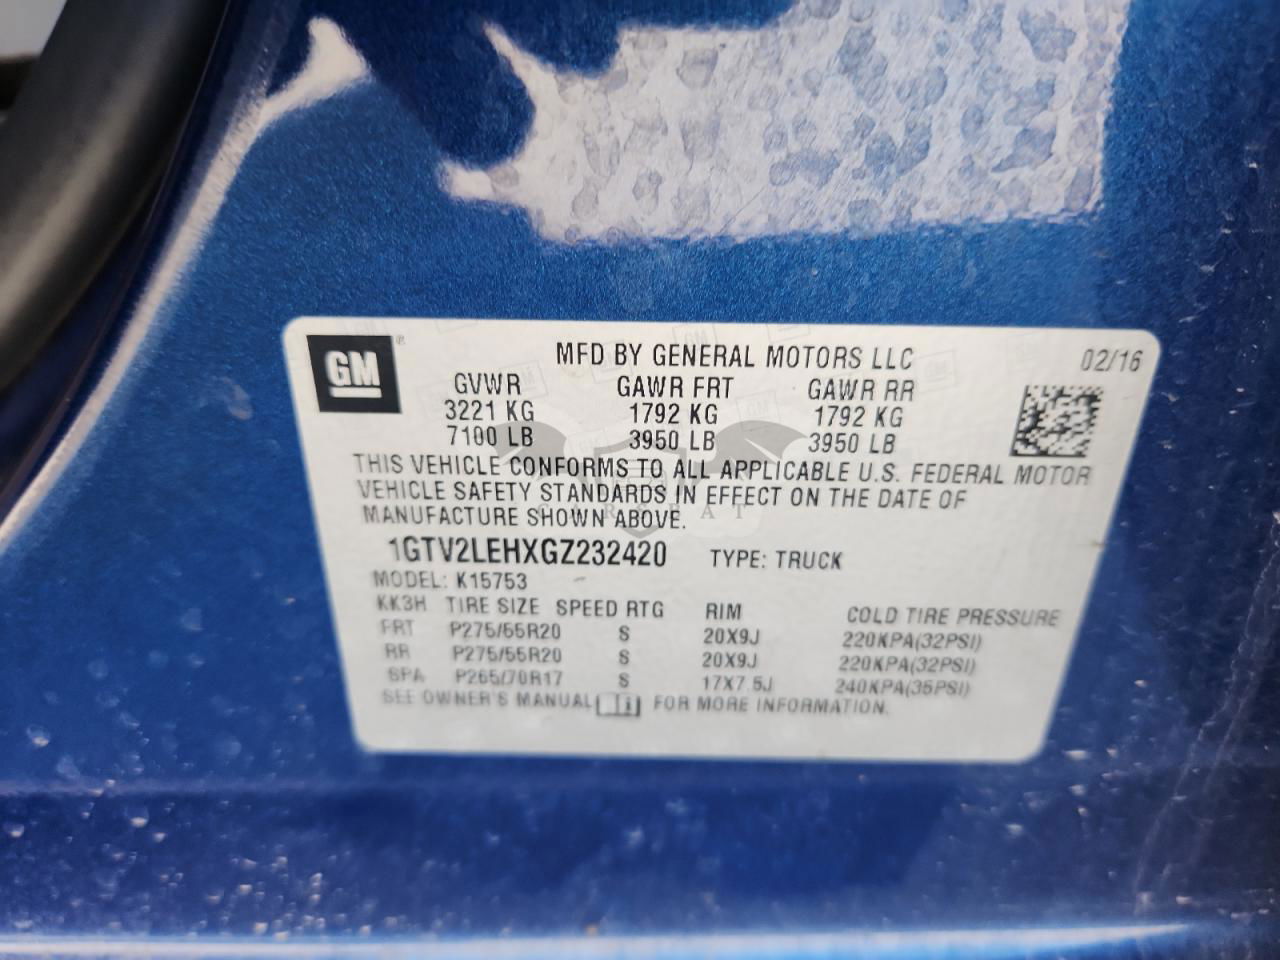 GM
MFD BY GENERAL MOTORS LLC 02/16
GVWR GAWR FRT GAWR RR
3221 KG 1792 KG 1792 KG
7100 LB 3950 LB 3950 LB
THIS VEHICLE CONFORMS TO ALL APPLICABLE U.S. FEDERAL MOTOR
VEHICLE SAFETY STANDARDS IN EFFECT ON THE DATE OF
MANUFACTURE SHOWN ABOVE.
1GTV2LEHXGZ232420 TYPE: TRUCK
MODEL: K15753
KK3H TIRE SIZE SPEED RTG RIM COLD TIRE PRESSURE
FRT P275/55R20 S 20X9J 220KPA(32PSI)
RR P275/55R20 S 20X9J 220KPA(32PSI)
SPA P265/70R17 S 17X7.5J 240KPA(35PSI)
SEE OWNER'S MANUAL FOR MORE INFORMATION.